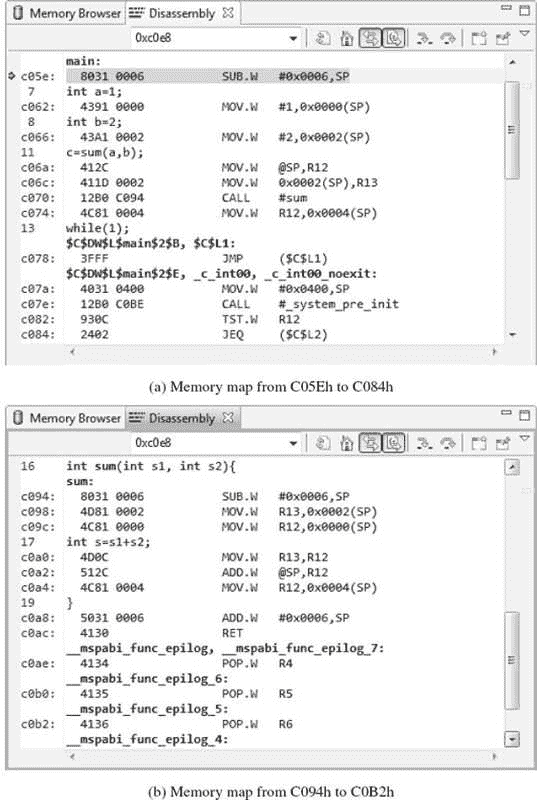 Memory Browser Disassembly
0xc0e8
main:
c05e: 8031 0006 SUB.W #0x0006,SP
7 int a=1;
c062: 4391 0000 MOV.W #1,0x0000(SP)
8 int b=2;
c066: 43A1 0002 MOV.W #2,0x0002(SP)
11 c=sum(a,b);
c06a: 412C MOV.W @SP,R12
c06c: 411D 0002 MOV.W 0x0002(SP),R13
c070: 12B0 C094 CALL #sum
c074: 4C81 0004 MOV.W R12,0x0004(SP)
13 while(1);
$C$DW$L$main$2$B, $C$L1:
c078: 3FFF JMP ($C$L1)
$C$DW$L$main$2$E, _c_int00, _c_int00_noexit:
c07a: 4031 0400 MOV.W #0x0400,SP
c07e: 12B0 C0BE CALL #_system_pre_init
c082: 930C TST.W R12
c084: 2402 JEQ ($C$L2)
(a) Memory map from C05Eh to C084h
Memory Browser Disassembly
0xc0e8
16 int sum(int s1, int s2){
sum:
c094: 8031 0006 SUB.W #0x0006,SP
c098: 4D81 0002 MOV.W R13,0x0002(SP)
c09c: 4C81 0000 MOV.W R12,0x0000(SP)
17 int s=s1+s2;
c0a0: 4D0C MOV.W R13,R12
c0a2: 512C ADD.W @SP,R12
c0a4: 4C81 0004 MOV.W R12,0x0004(SP)
19 }
c0a8: 5031 0006 ADD.W #0x0006,SP
c0ac: 4130 RET
__mspabi_func_epilog, __mspabi_func_epilog_7:
c0ae: 4134 POP.W R4
__mspabi_func_epilog_6:
c0b0: 4135 POP.W R5
__mspabi_func_epilog_5:
c0b2: 4136 POP.W R6
__mspabi_func_epilog_4:
(b) Memory map from C094h to C0B2h